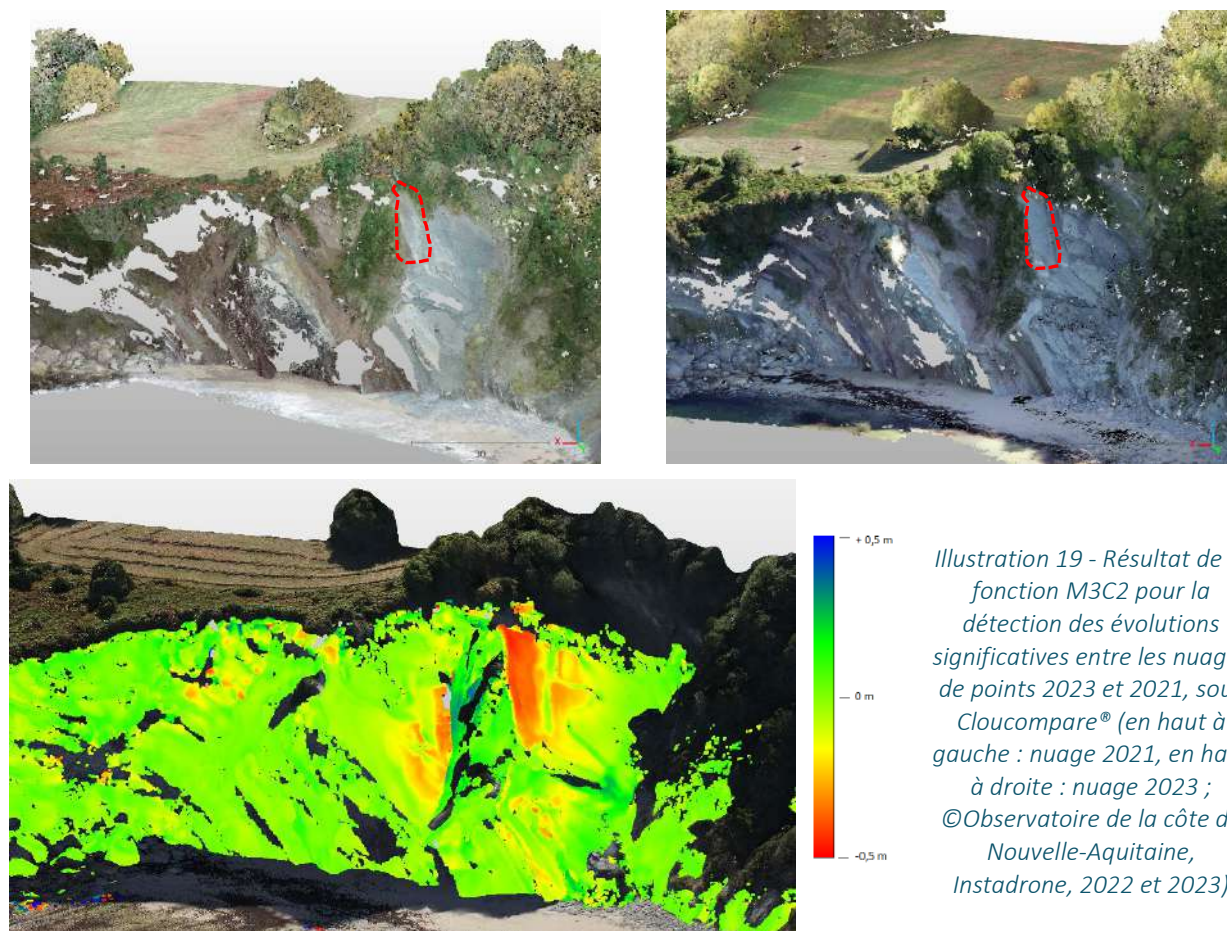 30
X
X
+ 0,5 m
0 m
-0,5 m
Illustration 19 - Résultat de
fonction M3C2 pour la
détection des évolutions
significatives entre les nuag
de points 2023 et 2021, sou
Cloucompare® (en haut à
gauche : nuage 2021, en ha
à droite : nuage 2023 ;
©Observatoire de la côte d
Nouvelle-Aquitaine,
Instadrone, 2022 et 2023)